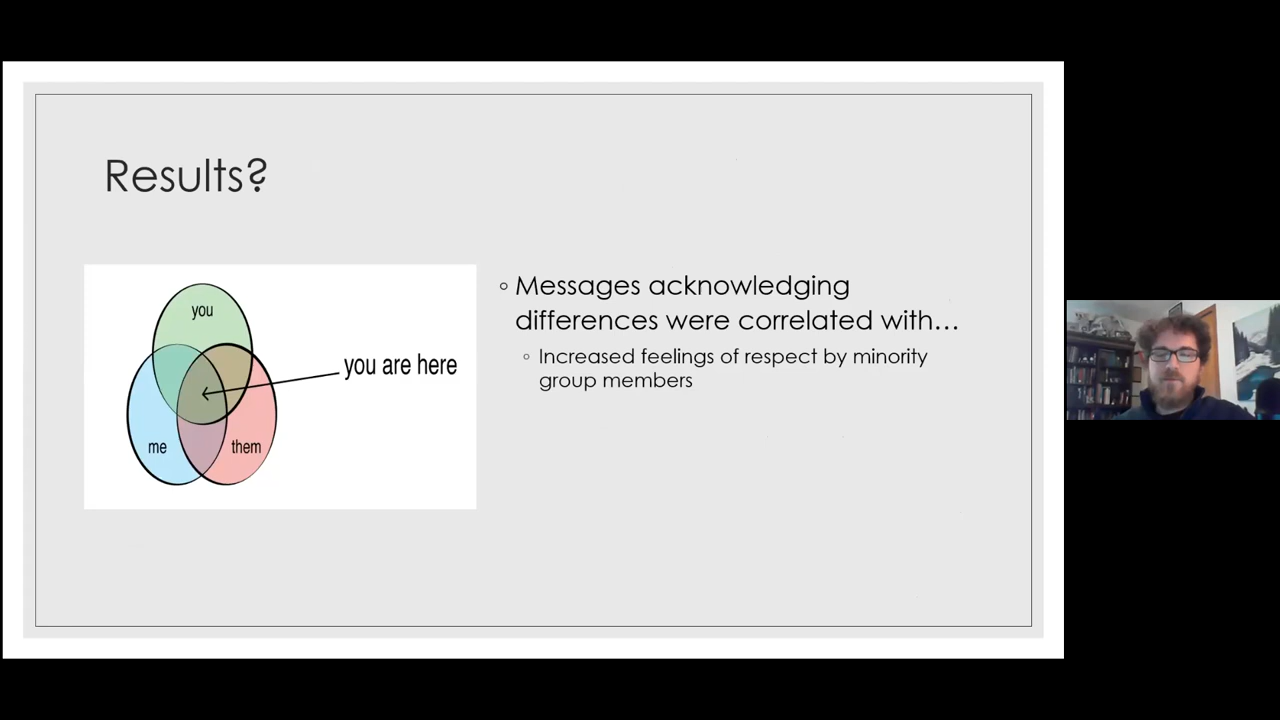 Results?
you
you are here
me
them
Messages acknowledging
differences were correlated with…
Increased feelings of respect by minority
group members